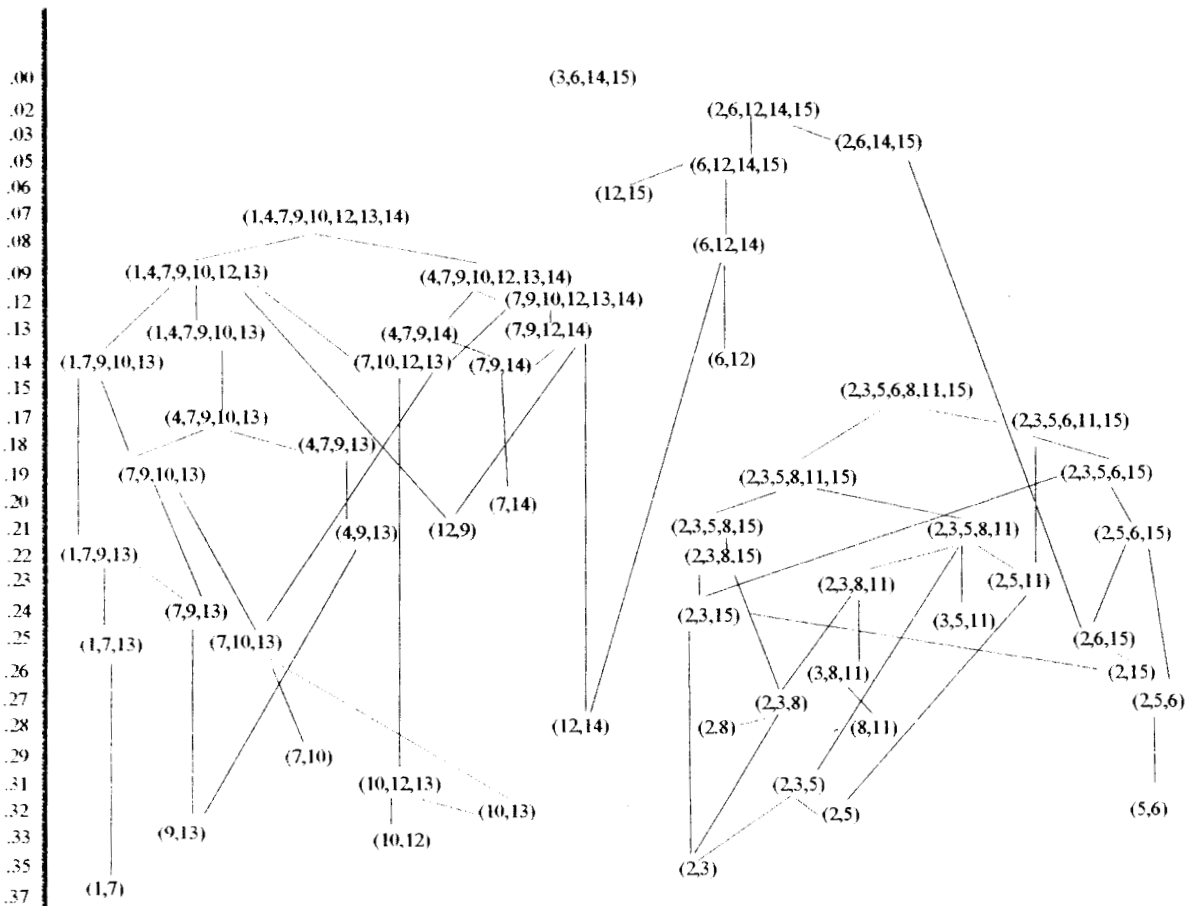 .00 (3,6,14,15)
.02 (2,6,12,14,15)
.03 (2,6,14,15)
.05 (6,12,14,15)
.06 (12,15)
.07 (1,4,7,9,10,12,13,14)
.08 (6,12,14)
.09 (1,4,7,9,10,12,13) (4,7,9,10,12,13,14)
.12 (7,9,10,12,13,14)
.13 (1,4,7,9,10,13) (4,7,9,14) (7,9,12,14)
.14 (1,7,9,10,13) (7,10,12,13) (7,9,14) (6,12)
.15 (2,3,5,6,8,11,15)
.17 (4,7,9,10,13) (2,3,5,6,11,15)
.18 (4,7,9,13)
.19 (7,9,10,13) (2,3,5,8,11,15) (2,3,5,6,15)
.20 (7,14)
.21 (4,9,13) (12,9) (2,3,5,8,15) (2,3,5,8,11) (2,5,6,15)
.22 (1,7,9,13) (2,3,8,15)
.23 (2,3,8,11) (2,5,11)
.24 (7,9,13) (2,3,15) (3,5,11)
.25 (1,7,13) (7,10,13) (2,6,15)
.26 (3,8,11) (2,15)
.27 (2,3,8) (2,5,6)
.28 (12,14) (2.8) (8,11)
.29 (7,10)
.31 (10,12,13) (2,3,5)
.32 (10,13) (2,5) (5,6)
.33 (9,13) (10,12)
.35 (2,3)
.37 (1,7)